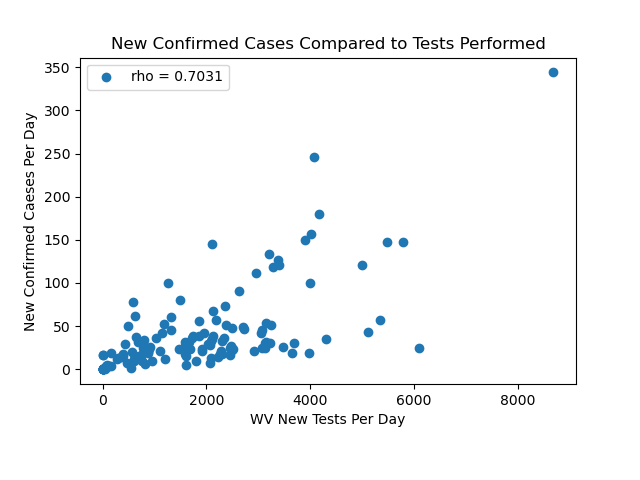 New Confirmed Cases Compared to Tests Performed
rho = 0.7031
New Confirmed Caeses Per Day
350
300
250
200
150
100
50
0
0 2000 4000 6000 8000
WV New Tests Per Day